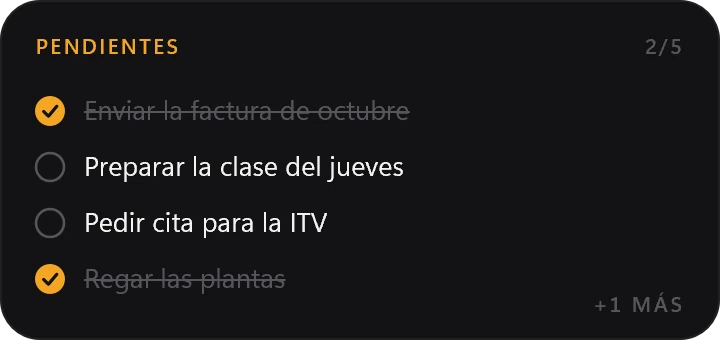 PENDIENTES 2/5
Enviar la factura de octubre
Preparar la clase del jueves
Pedir cita para la ITV
Regar las plantas
+1 MÁS